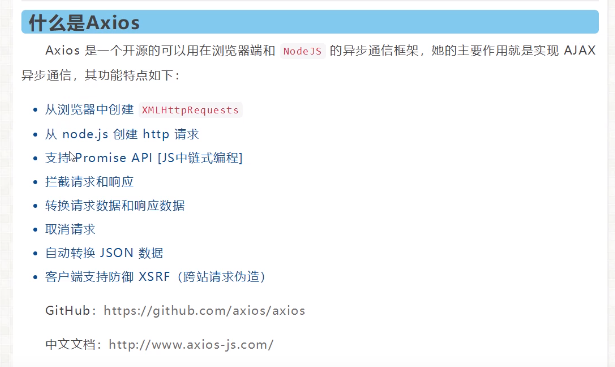 什么是Axios
Axios 是一个开源的可以用在浏览器端和 NodeJS 的异步通信框架，她的主要作用就是实现 AJAX
异步通信，其功能特点如下：
从浏览器中创建 XMLHttpRequests
从 node.js 创建 http 请求
支持 Promise API [JS中链式编程]
拦截请求和响应
转换请求数据和响应数据
取消请求
自动转换 JSON 数据
客户端支持防御 XSRF（跨站请求伪造）
GitHub：https://github.com/axios/axios
中文文档：http://www.axios-js.com/